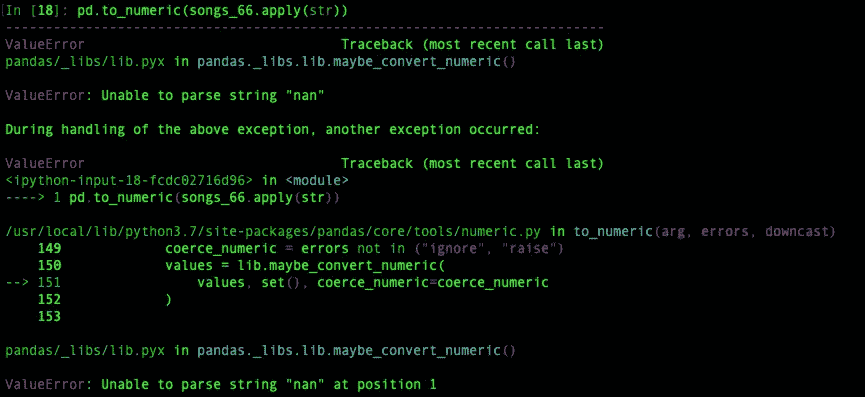 In [18]: pd.to_numeric(songs_66.apply(str))
---------------------------------------------------------------------------
ValueError                                Traceback (most recent call last)
pandas/_libs/lib.pyx in pandas._libs.lib.maybe_convert_numeric()
ValueError: Unable to parse string "nan"
During handling of the above exception, another exception occurred:
ValueError                                Traceback (most recent call last)
<ipython-input-18-fcdc02716d96> in <module>
----> 1 pd.to_numeric(songs_66.apply(str))
/usr/local/lib/python3.7/site-packages/pandas/core/tools/numeric.py in to_numeric(arg, errors, downcast)
    149             coerce_numeric = errors not in ("ignore", "raise")
    150             values = lib.maybe_convert_numeric(
--> 151                 values, set(), coerce_numeric=coerce_numeric
    152             )
    153
pandas/_libs/lib.pyx in pandas._libs.lib.maybe_convert_numeric()
ValueError: Unable to parse string "nan" at position 1